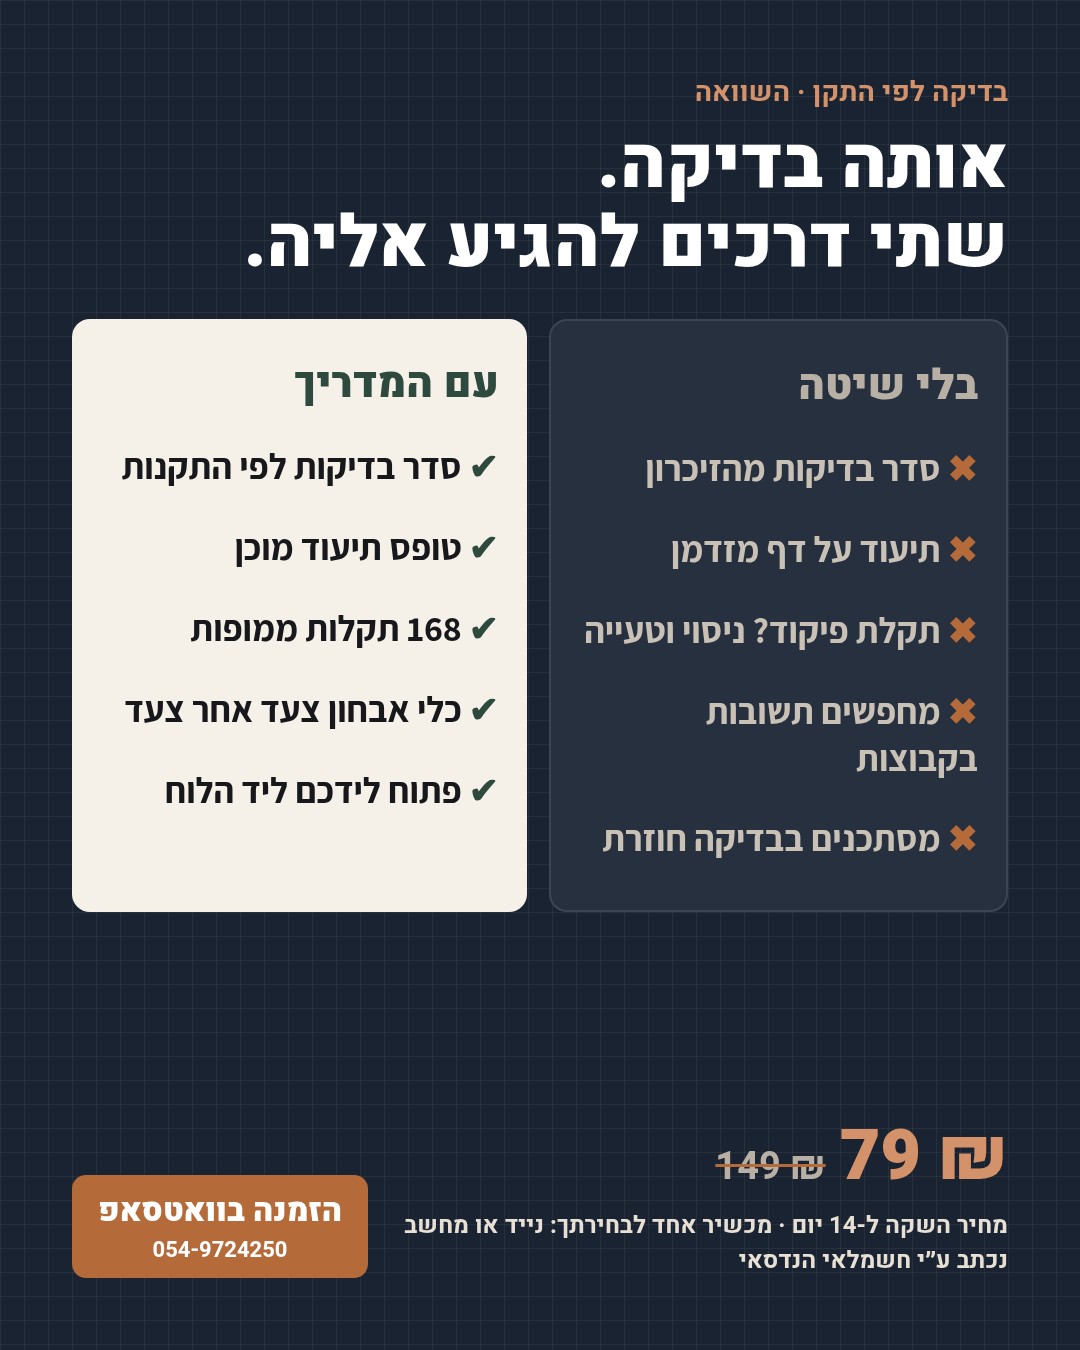 בדיקה לפי התקן · השוואה
אותה בדיקה.
שתי דרכים להגיע אליה.
בלי שיטה
✖ סדר בדיקות מהזיכרון
✖ תיעוד על דף מזדמן
✖ תקלת פיקוד? ניסוי וטעייה
✖ מחפשים תשובות
בקבוצות
✖ מסתכנים בבדיקה חוזרת
עם המדריך
✔ סדר בדיקות לפי התקנות
✔ טופס תיעוד מוכן
✔ 168 תקלות ממופות
✔ כלי אבחון צעד אחר צעד
✔ פתוח לידכם ליד הלוח
₪ 79 ₪ 149
מחיר השקה ל-14 יום · מכשיר אחד לבחירתך: נייד או מחשב
נכתב ע״י חשמלאי הנדסאי
הזמנה בוואטסאפ
054-9724250